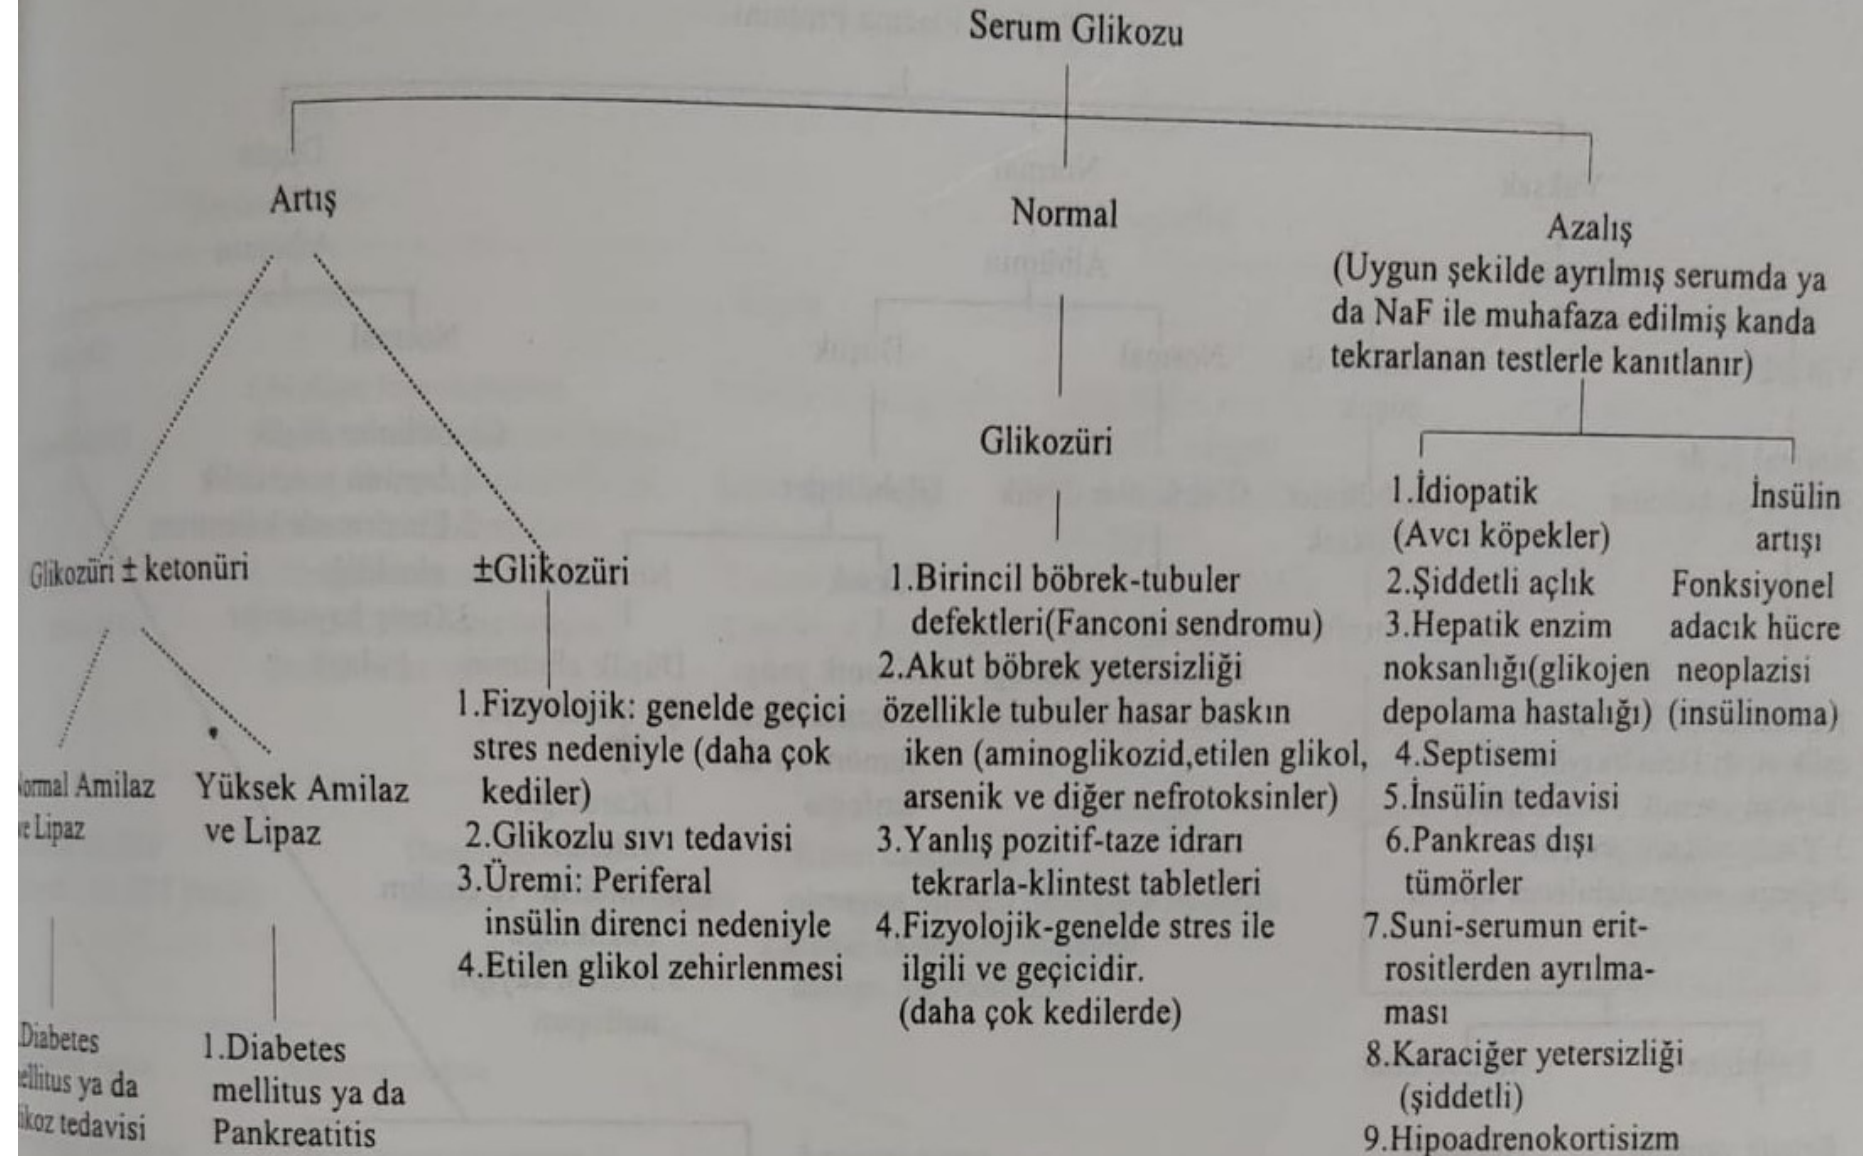 Serum Glikozu
Artış
Normal
Azalış
(Uygun şekilde ayrılmış serumda ya
da NaF ile muhafaza edilmiş kanda
tekrarlanan testlerle kanıtlanır)
Glikozüri ± ketonüri
Amilaz
Lipaz
Diabetes
ya da
tedavisi
Yüksek Amilaz
ve Lipaz
1.Diabetes
mellitus ya da
Pankreatitis
±Glikozüri
1.Fizyolojik: genelde geçici
stres nedeniyle (daha çok
kediler)
2.Glikozlu sıvı tedavisi
3.Üremi: Periferal
insülin direnci nedeniyle
4.Etilen glikol zehirlenmesi
Glikozüri
1.Birincil böbrek-tubuler
defektleri(Fanconi sendromu)
2.Akut böbrek yetersizliği
özellikle tubuler hasar baskın
iken (aminoglikozid,etilen glikol,
arsenik ve diğer nefrotoksinler)
3.Yanlış pozitif-taze idrarı
tekrarla-klintest tabletleri
4.Fizyolojik-genelde stres ile
ilgili ve geçicidir.
(daha çok kedilerde)
1.İdiopatik
(Avcı köpekler)
2.Şiddetli açlık
3.Hepatik enzim
noksanlığı(glikojen
depolama hastalığı)
4.Septisemi
5.İnsülin tedavisi
6.Pankreas dışı
tümörler
7.Suni-serumun erit-
rositlerden ayrılma-
ması
8.Karaciğer yetersizliği
(şiddetli)
9.Hipoadrenokortisizm
İnsülin
artışı
Fonksiyonel
adacık hücre
neoplazisi
(insülinoma)